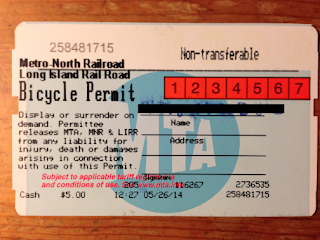 258481715
Non-transferable
Metro-North Railroad
Long Island Rail Road
Bicycle Permit
1 2 3 4 5 6 7
Display or surrender on
demand. Permittee
releases MTA, MNR & LIRR
from any liability for
injury, death or damages
arising in connection
with use of this Permit.
Name
Address
MTA
Signature
Subject to applicable tariff
and conditions of use.
205 116267 2736535
Cash $5.00 12:27 05/26/14 258481715